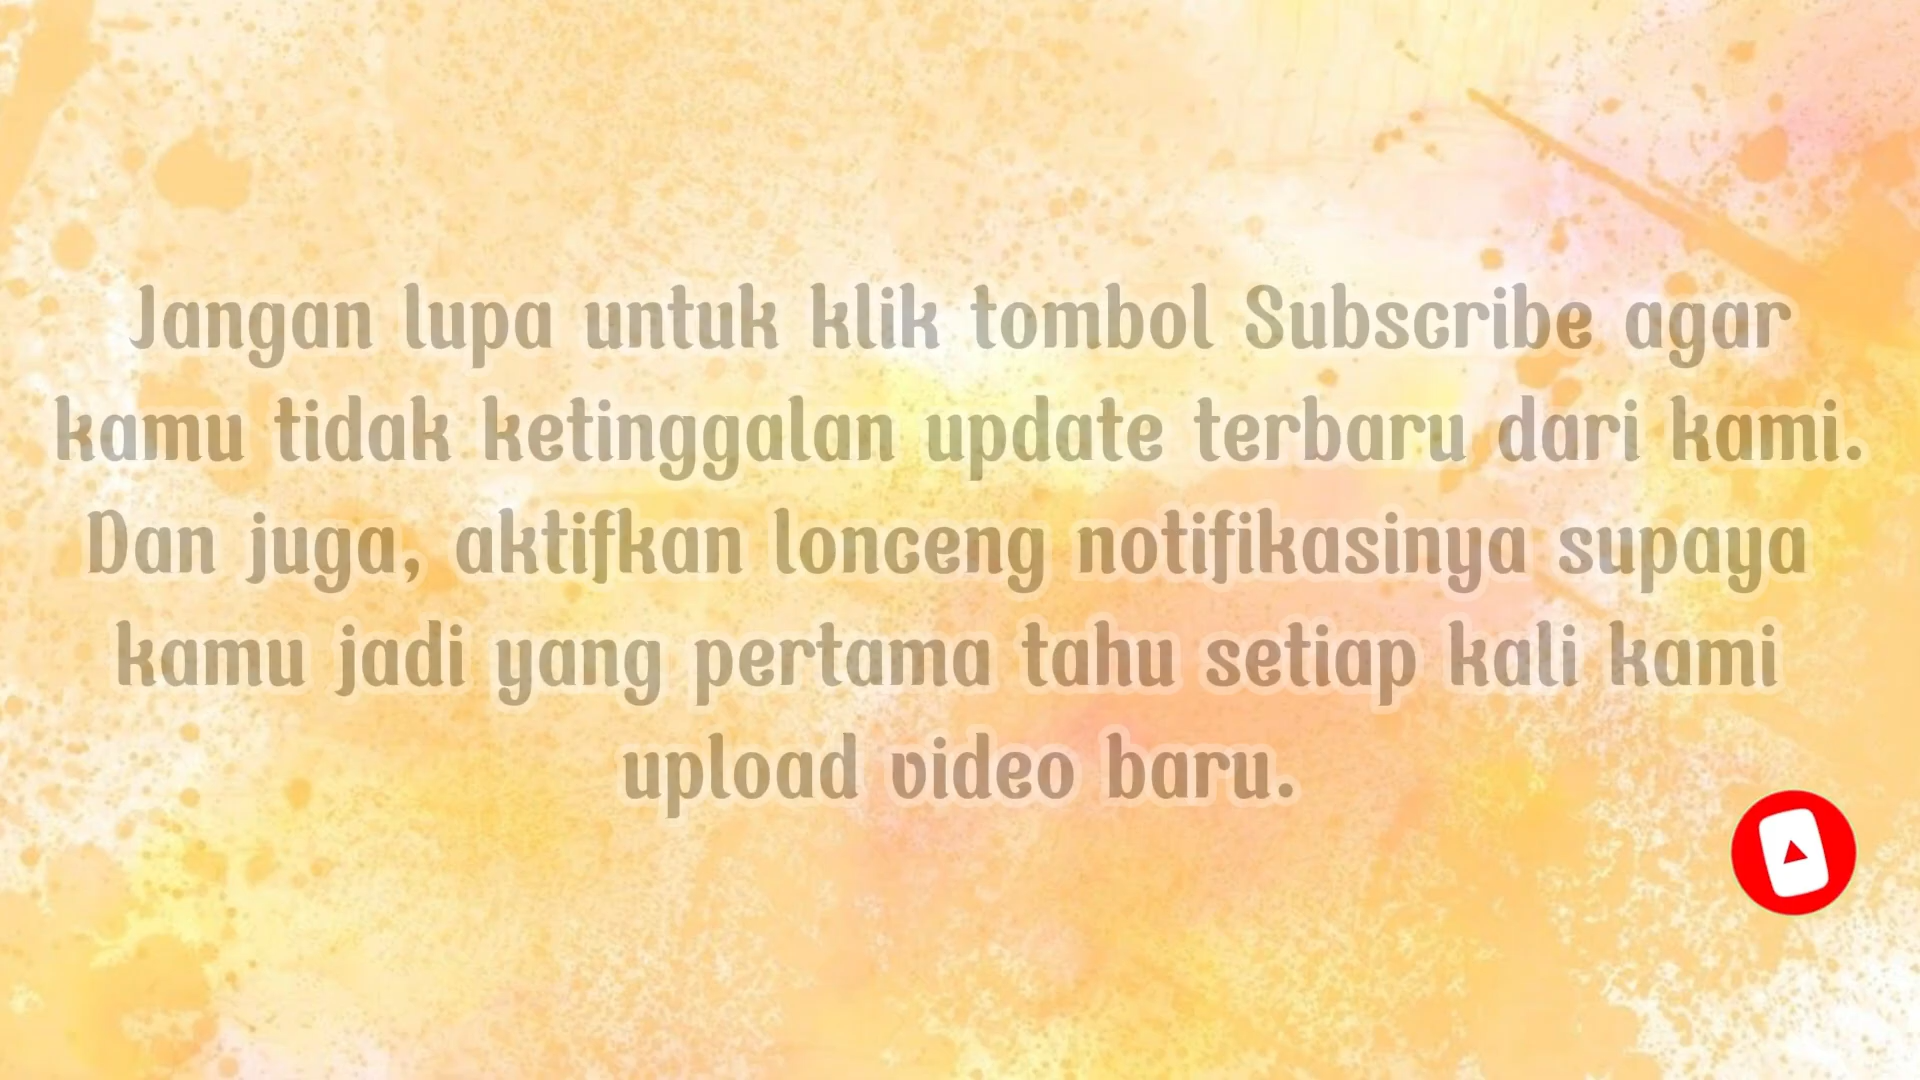 Jangan lupa untuk klik tombol Subscribe agar
kamu tidak ketinggalan update terbaru dari kami.
Dan juga, aktifkan lonceng notifikasinya supaya
kamu jadi yang pertama tahu setiap kali kami
upload video baru.